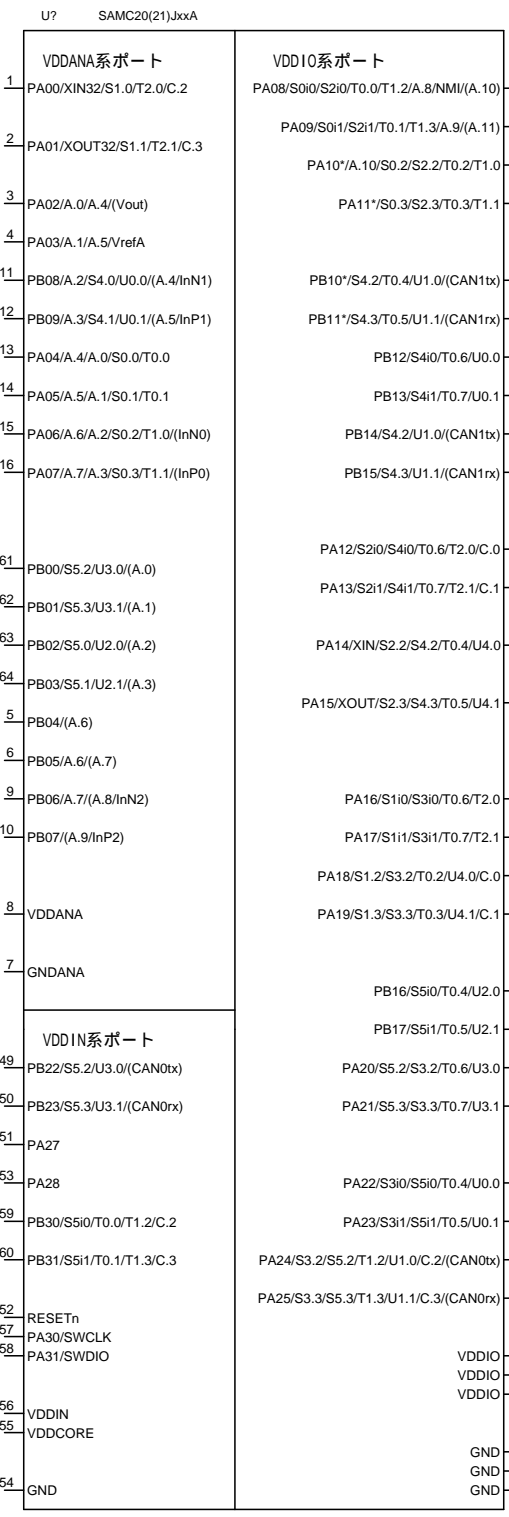 U? SAMC20(21)JxxA
VDDANA系ポート
1 PA00/XIN32/S1.0/T2.0/C.2
2 PA01/XOUT32/S1.1/T2.1/C.3
3 PA02/A.0/A.4/(Vout)
4 PA03/A.1/A.5/VrefA
11 PB08/A.2/S4.0/U0.0/(A.4/InN1)
12 PB09/A.3/S4.1/U0.1/(A.5/InP1)
13 PA04/A.4/A.0/S0.0/T0.0
14 PA05/A.5/A.1/S0.1/T0.1
15 PA06/A.6/A.2/S0.2/T1.0/(InN0)
16 PA07/A.7/A.3/S0.3/T1.1/(InP0)
61 PB00/S5.2/U3.0/(A.0)
62 PB01/S5.3/U3.1/(A.1)
63 PB02/S5.0/U2.0/(A.2)
64 PB03/S5.1/U2.1/(A.3)
5 PB04/(A.6)
6 PB05/A.6/(A.7)
9 PB06/A.7/(A.8/InN2)
10 PB07/(A.9/InP2)
8 VDDANA
7 GNDANA
VDDIN系ポート
49 PB22/S5.2/U3.0/(CAN0tx)
50 PB23/S5.3/U3.1/(CAN0rx)
51 PA27
53 PA28
59 PB30/S5i0/T0.0/T1.2/C.2
60 PB31/S5i1/T0.1/T1.3/C.3
52 RESETn
57 PA30/SWCLK
58 PA31/SWDIO
56 VDDIN
55 VDDCORE
54 GND
VDDIO系ポート
PA08/S0i0/S2i0/T0.0/T1.2/A.8/NMI/(A.10)
PA09/S0i1/S2i1/T0.1/T1.3/A.9/(A.11)
PA10*/A.10/S0.2/S2.2/T0.2/T1.0
PA11*/S0.3/S2.3/T0.3/T1.1
PB10*/S4.2/T0.4/U1.0/(CAN1tx)
PB11*/S4.3/T0.5/U1.1/(CAN1rx)
PB12/S4i0/T0.6/U0.0
PB13/S4i1/T0.7/U0.1
PB14/S4.2/U1.0/(CAN1tx)
PB15/S4.3/U1.1/(CAN1rx)
PA12/S2i0/S4i0/T0.6/T2.0/C.0
PA13/S2i1/S4i1/T0.7/T2.1/C.1
PA14/XIN/S2.2/S4.2/T0.4/U4.0
PA15/XOUT/S2.3/S4.3/T0.5/U4.1
PA16/S1i0/S3i0/T0.6/T2.0
PA17/S1i1/S3i1/T0.7/T2.1
PA18/S1.2/S3.2/T0.2/U4.0/C.0
PA19/S1.3/S3.3/T0.3/U4.1/C.1
PB16/S5i0/T0.4/U2.0
PB17/S5i1/T0.5/U2.1
PA20/S5.2/S3.2/T0.6/U3.0
PA21/S5.3/S3.3/T0.7/U3.1
PA22/S3i0/S5i0/T0.4/U0.0
PA23/S3i1/S5i1/T0.5/U0.1
PA24/S3.2/S5.2/T1.2/U1.0/C.2/(CAN0tx)
PA25/S3.3/S5.3/T1.3/U1.1/C.3/(CAN0rx)
VDDIO
VDDIO
VDDIO
GND
GND
GND